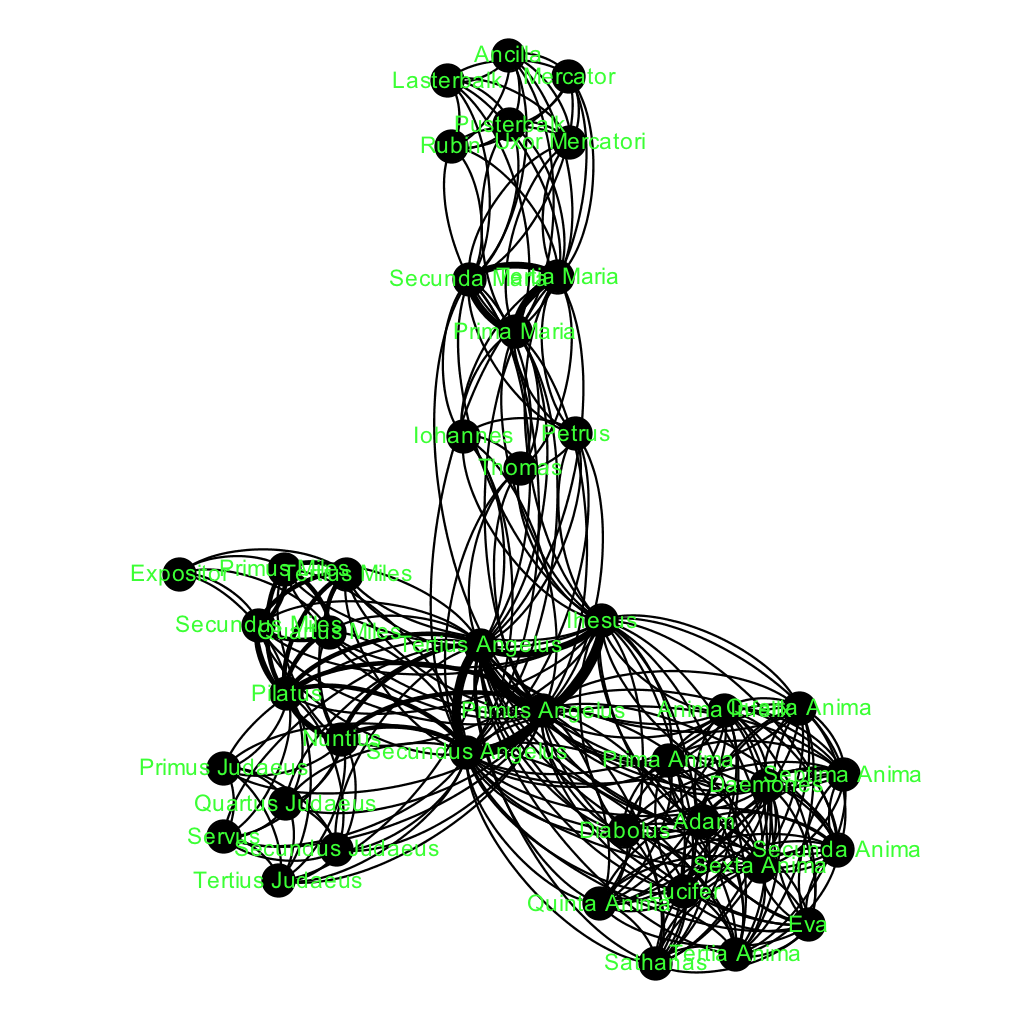 Ancilla
Mercator
Lasterbalk
Pusterbalk
Uxor Mercatori
Rubin
Secunda Maria
Tertia Maria
Prima Maria
Iohannes
Petrus
Thomas
Expositor
Primus Miles
Tertius Miles
Secundus Miles
Quartus Miles
Ihesus
Tertius Angelus
Pilatus
Primus Angelus
Anima
Quarta Anima
Nuntius
Secundus Angelus
Prima Anima
Primus Judaeus
Septima Anima
Daemones
Quartus Judaeus
Adam
Diabolus
Servus
Secundus Judaeus
Secunda Anima
Sexta Anima
Tertius Judaeus
Lucifer
Quinta Anima
Eva
Tertia Anima
Sathanas